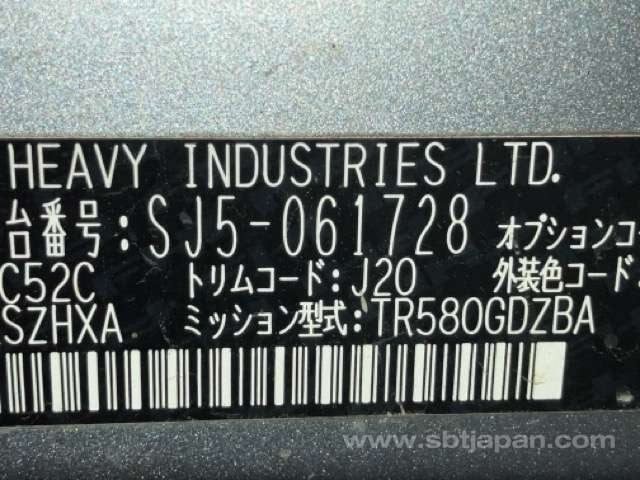 HEAVY INDUSTRIES LTD.
台番号:SJ5-061728 オプションコー
C52C トリムコード:J20 外装色コード
SZHXA ミッション型式:TR580GDZBA
www.sbtjapan.com